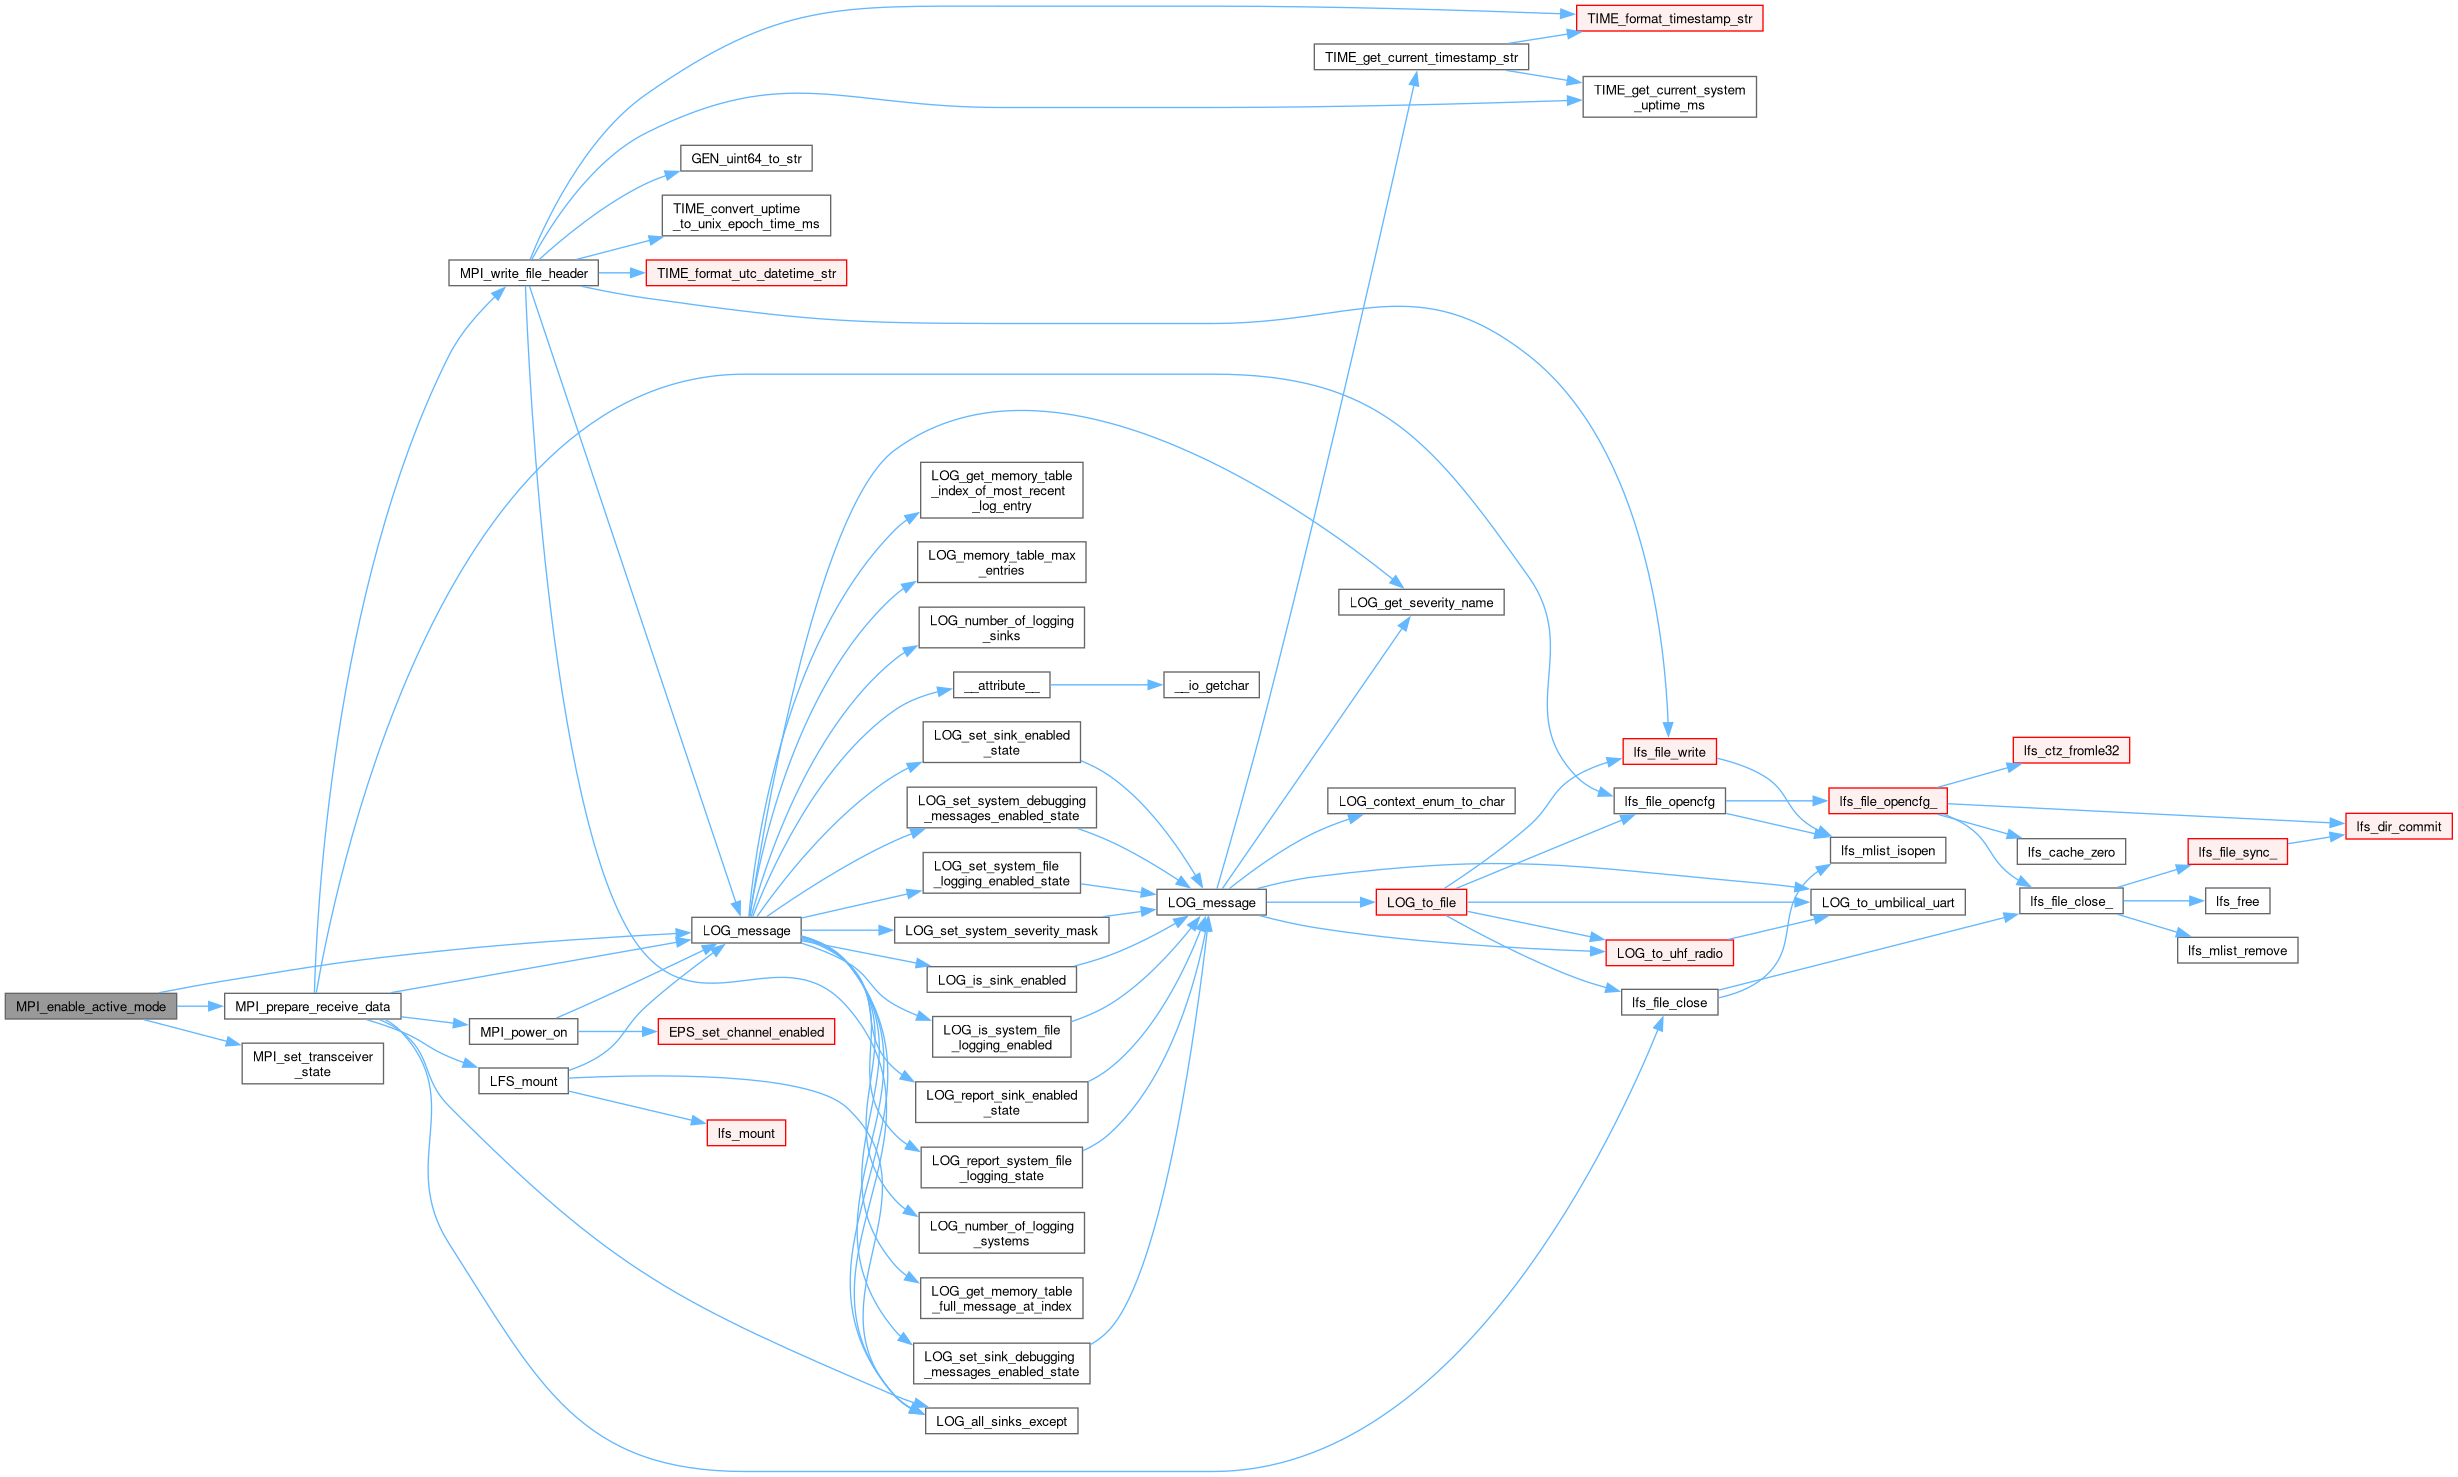 TIME_format_timestamp_str
TIME_get_current_timestamp_str
TIME_get_current_system
_uptime_ms
GEN_uint64_to_str
TIME_convert_uptime
_to_unix_epoch_time_ms
MPI_write_file_header
TIME_format_utc_datetime_str
LOG_get_memory_table
_index_of_most_recent
_log_entry
LOG_memory_table_max
_entries
LOG_get_severity_name
LOG_number_of_logging
_sinks
__attribute__
__io_getchar
LOG_set_sink_enabled
_state
lfs_file_write
lfs_ctz_fromle32
LOG_set_system_debugging
_messages_enabled_state
LOG_context_enum_to_char
lfs_file_opencfg
lfs_file_opencfg_
lfs_dir_commit
lfs_mlist_isopen
lfs_cache_zero
lfs_file_sync_
LOG_set_system_file
_logging_enabled_state
LOG_message
LOG_to_file
LOG_to_umbilical_uart
lfs_file_close_
lfs_free
LOG_message
LOG_set_system_severity_mask
LOG_to_uhf_radio
lfs_mlist_remove
LOG_is_sink_enabled
MPI_enable_active_mode
MPI_prepare_receive_data
lfs_file_close
MPI_power_on
EPS_set_channel_enabled
LOG_is_system_file
_logging_enabled
MPI_set_transceiver
_state
LFS_mount
LOG_report_sink_enabled
_state
lfs_mount
LOG_report_system_file
_logging_state
LOG_number_of_logging
_systems
LOG_get_memory_table
_full_message_at_index
LOG_set_sink_debugging
_messages_enabled_state
LOG_all_sinks_except